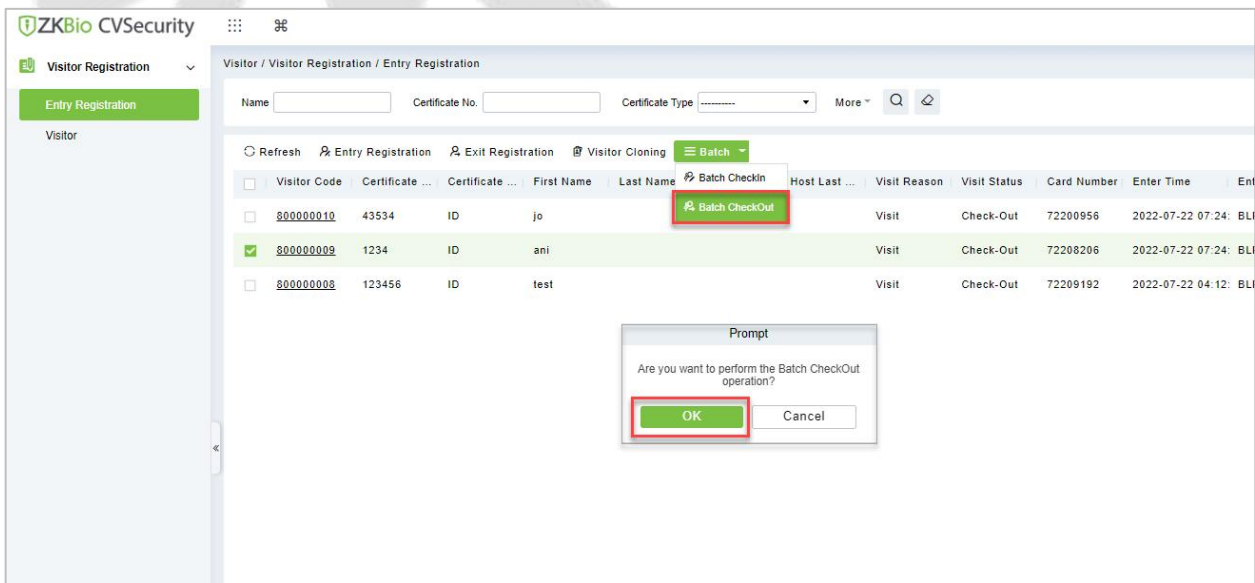 ZKBio CVSecurity
Visitor Registration
Entry Registration
Visitor
Visitor / Visitor Registration / Entry Registration
Name Certificate No. Certificate Type ---------- More
Refresh Entry Registration Exit Registration Visitor Cloning Batch
Batch CheckIn
Batch CheckOut
Visitor Code Certificate ... Certificate ... First Name Last Name Host Last ... Visit Reason Visit Status Card Number Enter Time Ent
800000010 43534 ID jo Visit Check-Out 72200956 2022-07-22 07:24: BL
800000009 1234 ID ani Visit Check-Out 72208206 2022-07-22 07:24: BL
800000008 123456 ID test Visit Check-Out 72209192 2022-07-22 04:12: BL
Prompt
Are you want to perform the Batch CheckOut
operation?
OK Cancel